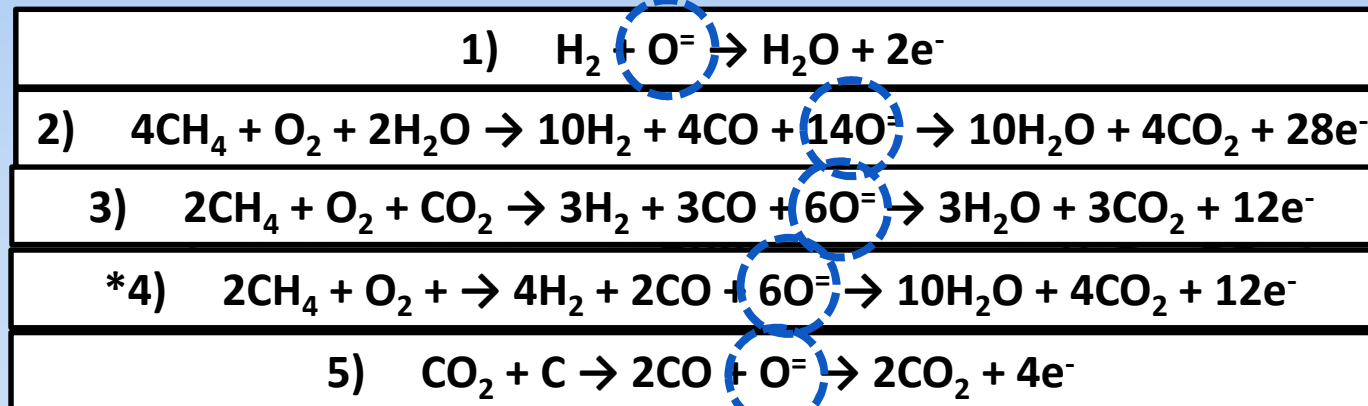 1) H₂ + O⁼ → H₂O + 2e⁻
2) 4CH₄ + O₂ + 2H₂O → 10H₂ + 4CO + 14O⁼ → 10H₂O + 4CO₂ + 28e⁻
3) 2CH₄ + O₂ + CO₂ → 3H₂ + 3CO + 6O⁼ → 3H₂O + 3CO₂ + 12e⁻
*4) 2CH₄ + O₂ + → 4H₂ + 2CO + 6O⁼ → 10H₂O + 4CO₂ + 12e⁻
5) CO₂ + C → 2CO + O⁼ → 2CO₂ + 4e⁻